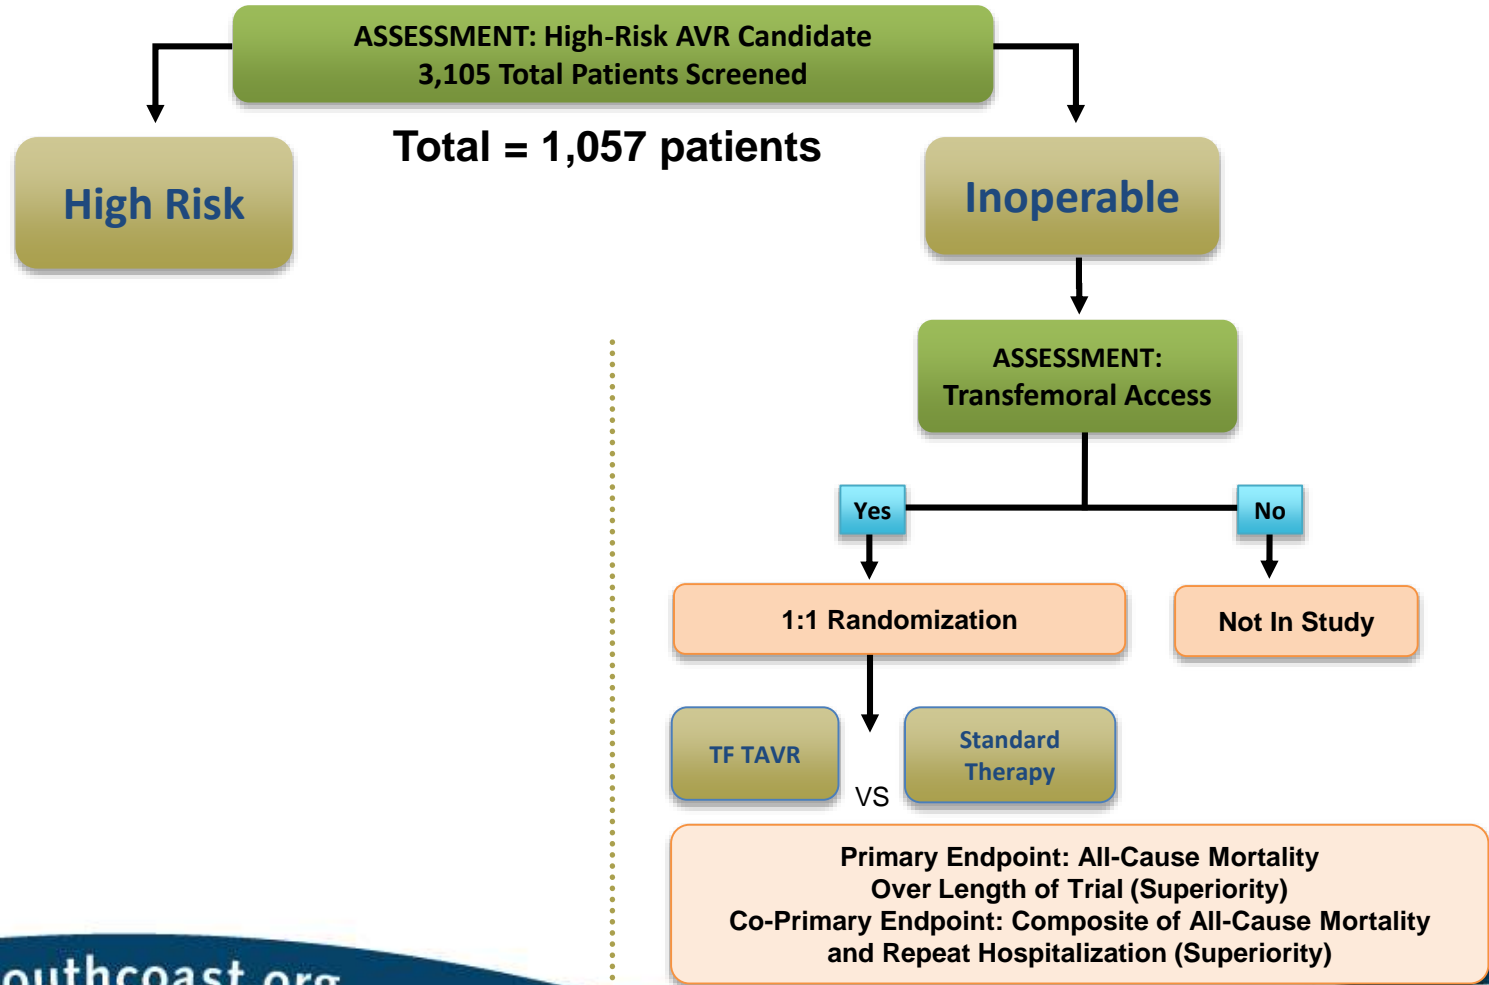 ASSESSMENT: High-Risk AVR Candidate
3,105 Total Patients Screened
Total = 1,057 patients
High Risk
Inoperable
ASSESSMENT:
Transfemoral Access
Yes
No
1:1 Randomization
Not In Study
TF TAVR
VS
Standard
Therapy
Primary Endpoint: All-Cause Mortality
Over Length of Trial (Superiority)
Co-Primary Endpoint: Composite of All-Cause Mortality
and Repeat Hospitalization (Superiority)
outhcoast.org